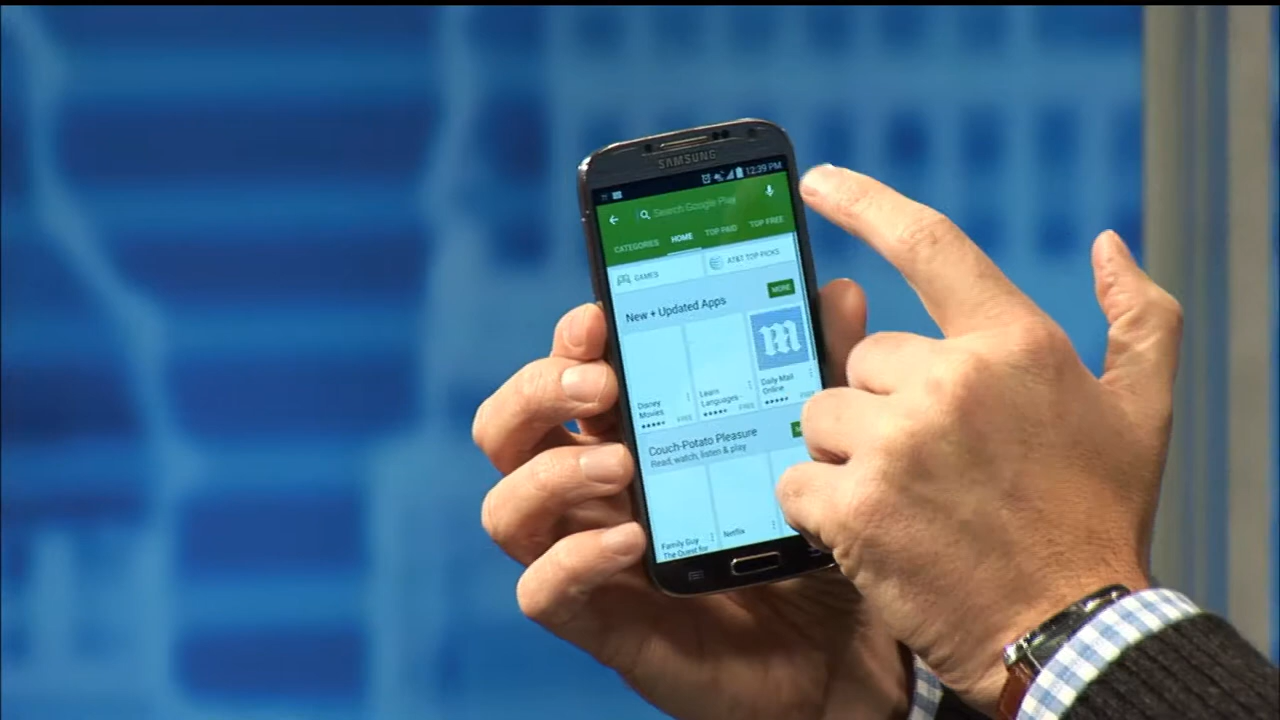 SAMSUNG
12:39 PM
Search Google Play
CATEGORIES HOME TOP PAID TOP FREE
GAMES AT&T TOP PICKS
New + Updated Apps MORE
m
Disney Movies FREE
Learn Languages - FREE
Daily Mail Online
Couch-Potato Pleasure
Read, watch, listen & play
Family Guy The Quest for
Netflix